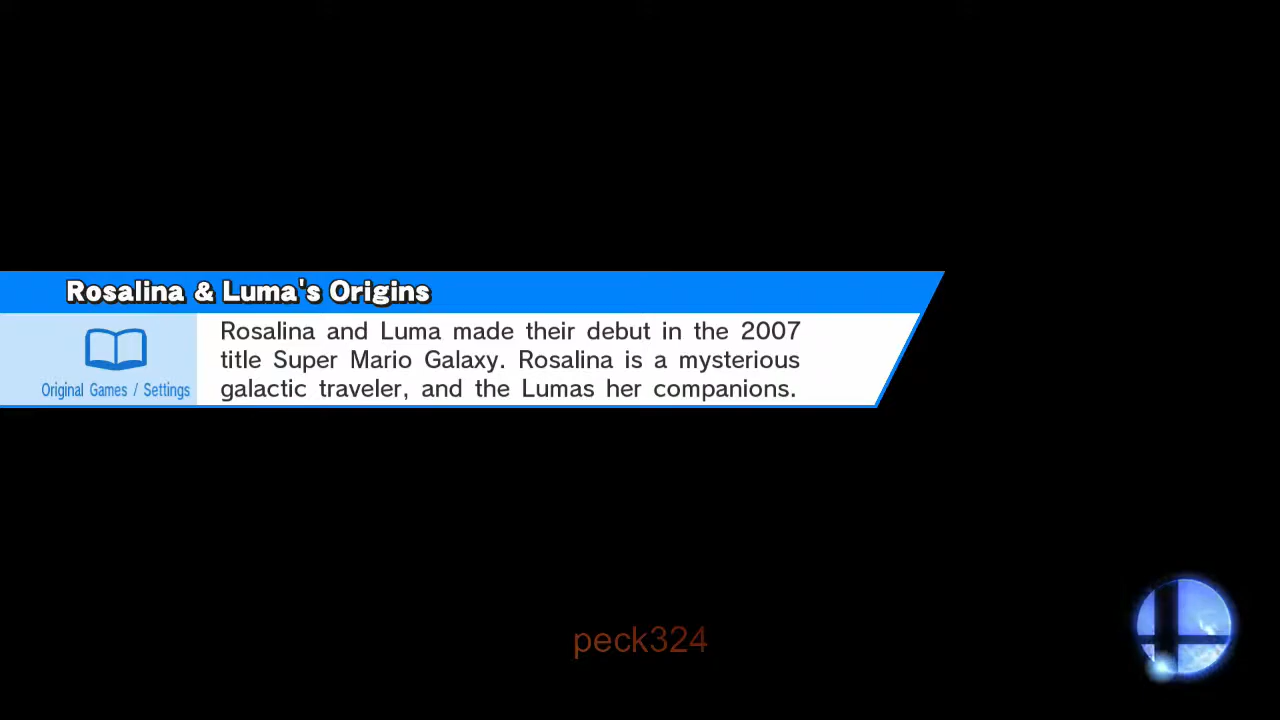 Rosalina & Luma's Origins
Rosalina and Luma made their debut in the 2007
title Super Mario Galaxy. Rosalina is a mysterious
galactic traveler, and the Lumas her companions.
Original Games / Settings
peck324